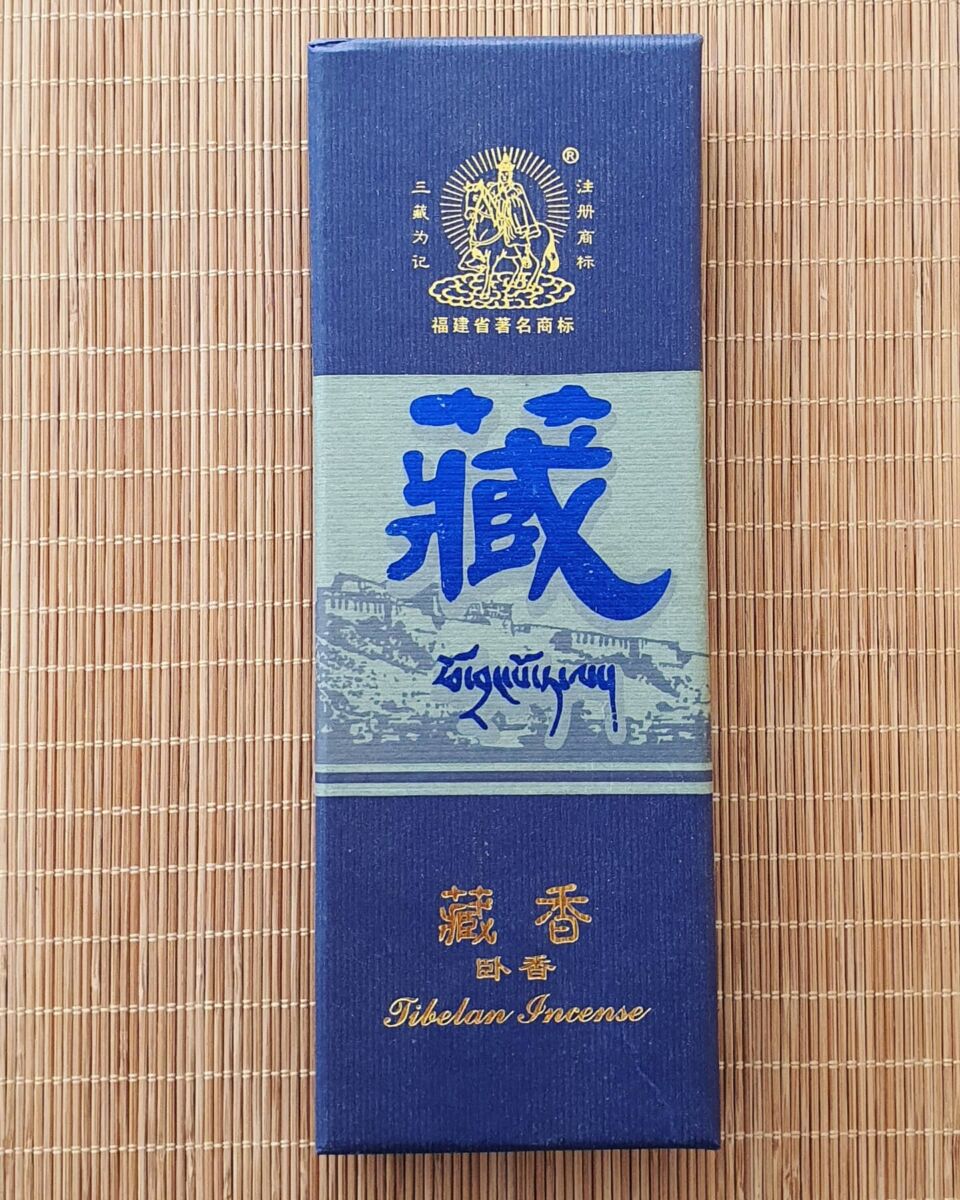 ®
三藏为记
注册商标
福建省著名商标
藏
藏香
卧香
Tibelan Incense